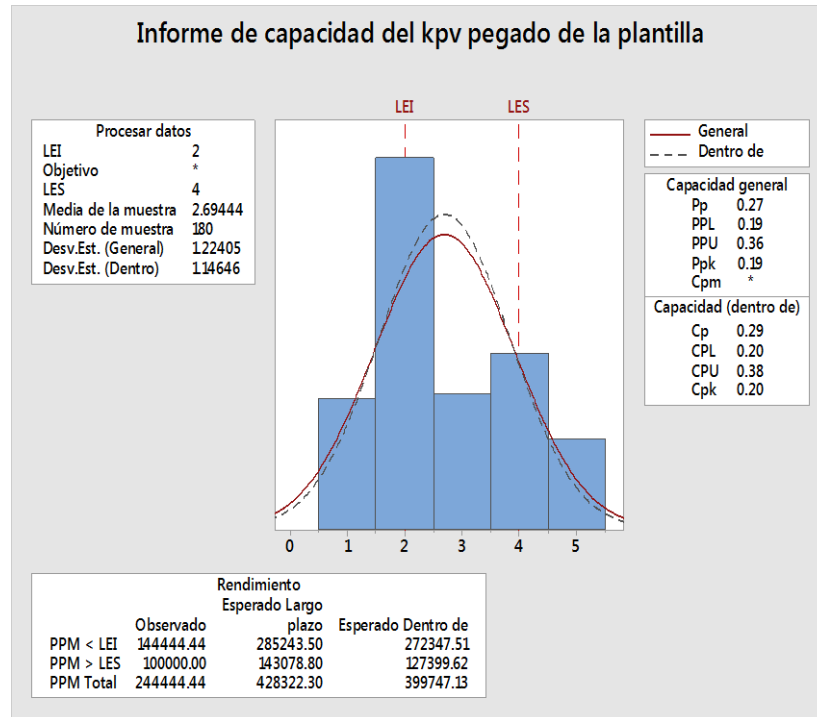 Informe de capacidad del kpv pegado de la plantilla
LEI LES
Procesar datos
LEI 2
Objetivo *
LES 4
Media de la muestra 2.69444
Número de muestra 180
Desv.Est. (General) 1.22405
Desv.Est. (Dentro) 1.14646
General
Dentro de
Capacidad general
Pp 0.27
PPL 0.19
PPU 0.36
Ppk 0.19
Cpm *
Capacidad (dentro de)
Cp 0.29
CPL 0.20
CPU 0.38
Cpk 0.20
0 1 2 3 4 5
Rendimiento
Esperado Largo
Observado plazo Esperado Dentro de
PPM < LEI 144444.44 285243.50 272347.51
PPM > LES 100000.00 143078.80 127399.62
PPM Total 244444.44 428322.30 399747.13